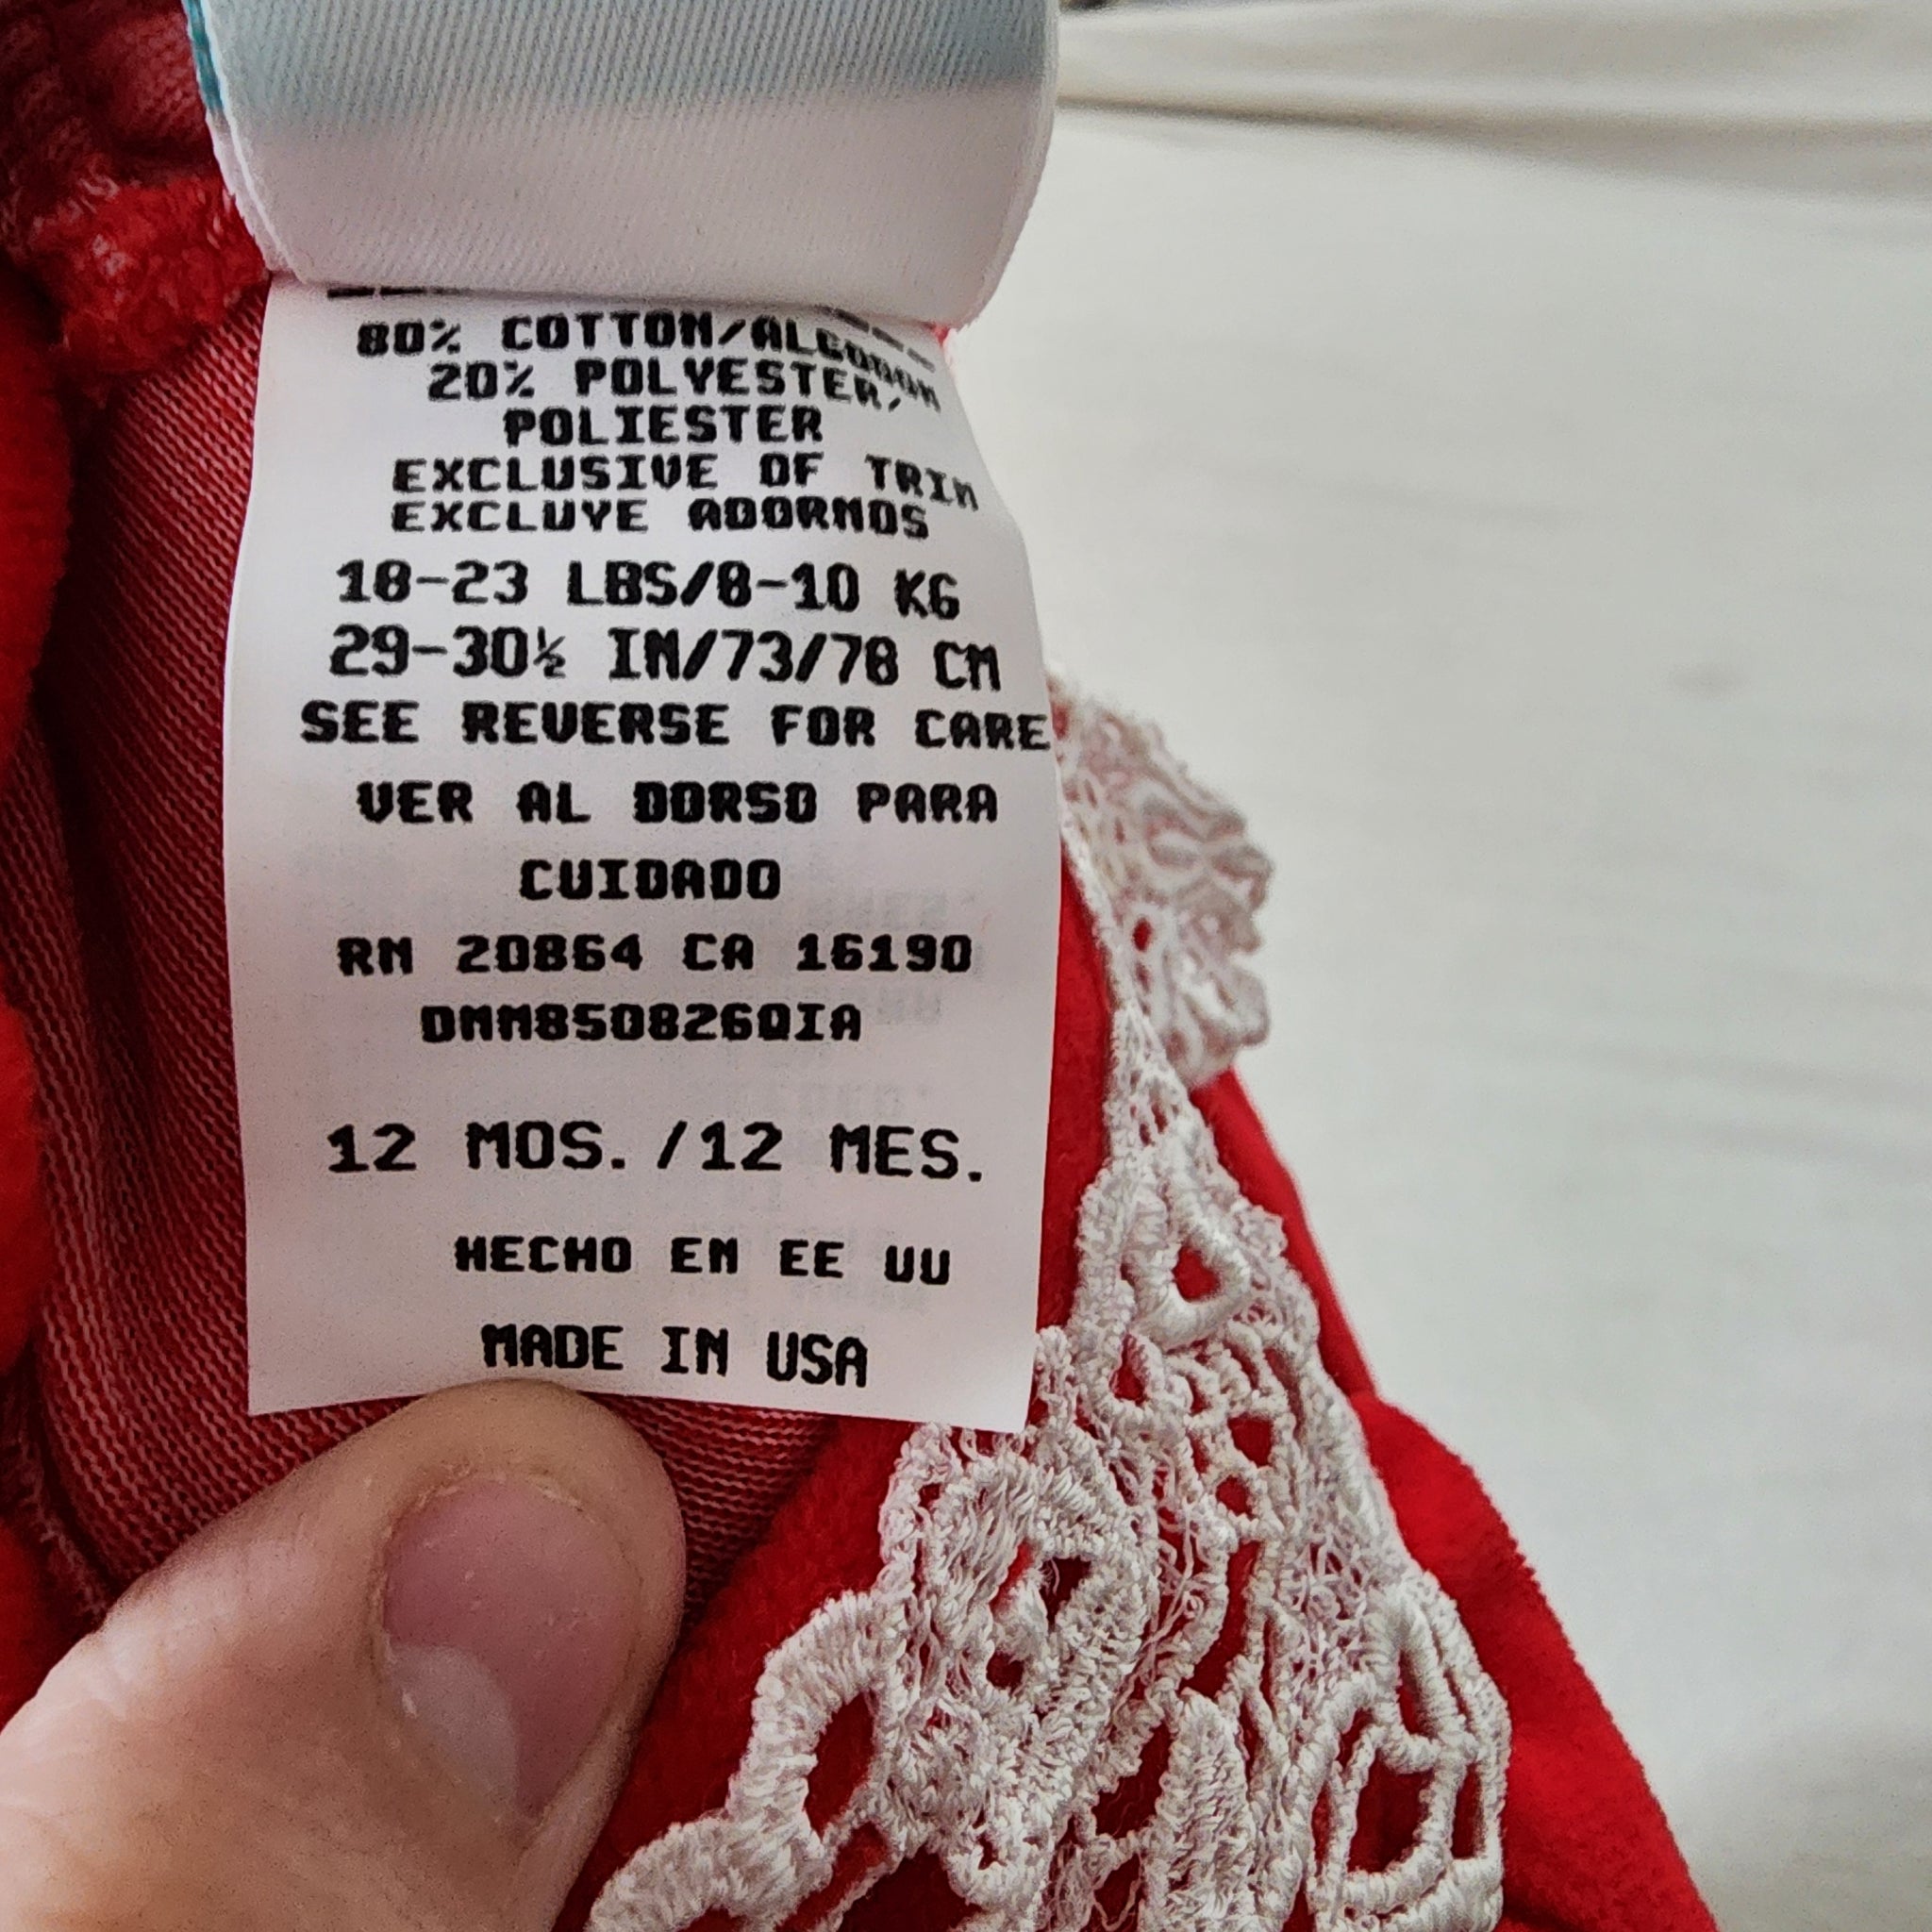 80% COTTON/ALGODON
20% POLYESTER/
POLIESTER
EXCLUSIVE OF TRIM
EXCLUYE ADORNOS
18-23 LBS/8-10 KG
29-30½ IN/73/78 CM
SEE REVERSE FOR CARE
VER AL DORSO PARA
CUIDADO
RN 20864 CA 16190
DMM850826QIA
12 MOS./12 MES.
HECHO EN EE UU
MADE IN USA